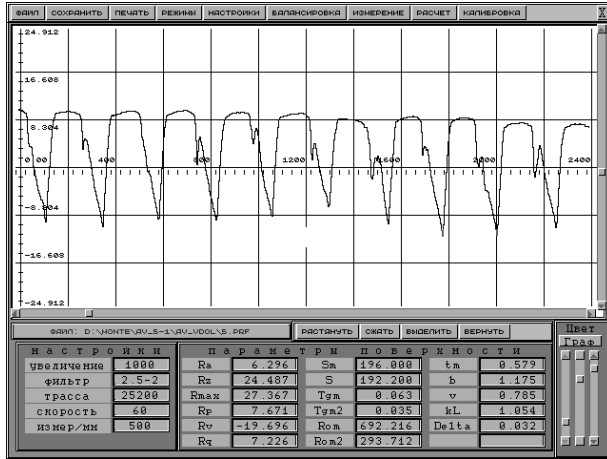 ФАЙЛ СОХРАНИТЬ ПЕЧАТЬ РЕЖИМЫ НАСТРОЙКИ БАЛАНСИРОВКА ИЗМЕРЕНИЕ РАСЧЕТ КАЛИБРОВКА X
24.912
16.608
8.304
0.00 400 800 1200 1600 2000 2400
-8.304
-16.608
-24.912
ФАЙЛ: D:\MONTE\AV_5-1\AV_VDOL\5.PRF РАСТЯНУТЬ СЖАТЬ ВЫДЕЛИТЬ ВЕРНУТЬ Цвет
Граф
настройки параметры поверхности
увеличение 1000 Ra 6.296 Sm 196.000 tm 0.579
фильтр 2.5-2 Rz 24.487 S 192.200 b 1.175
трасса 25200 Rmax 27.367 Tgm 0.063 v 0.785
скорость 60 Rp 7.671 Tgm2 0.035 kL 1.054
измер/мм 500 Rv -19.696 Rom 692.216 Delta 0.032
Rq 7.226 Rom2 293.712